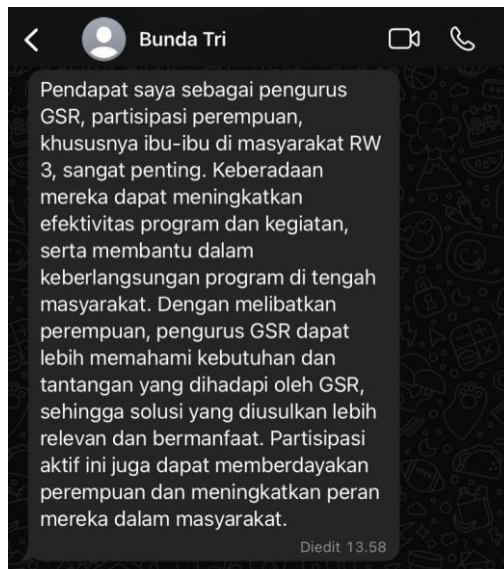 Bunda Tri
Pendapat saya sebagai pengurus
GSR, partisipasi perempuan,
khususnya ibu-ibu di masyarakat RW
3, sangat penting. Keberadaan
mereka dapat meningkatkan
efektivitas program dan kegiatan,
serta membantu dalam
keberlangsungan program di tengah
masyarakat. Dengan melibatkan
perempuan, pengurus GSR dapat
lebih memahami kebutuhan dan
tantangan yang dihadapi oleh GSR,
sehingga solusi yang diusulkan lebih
relevan dan bermanfaat. Partisipasi
aktif ini juga dapat memberdayakan
perempuan dan meningkatkan peran
mereka dalam masyarakat.
Diedit 13.58